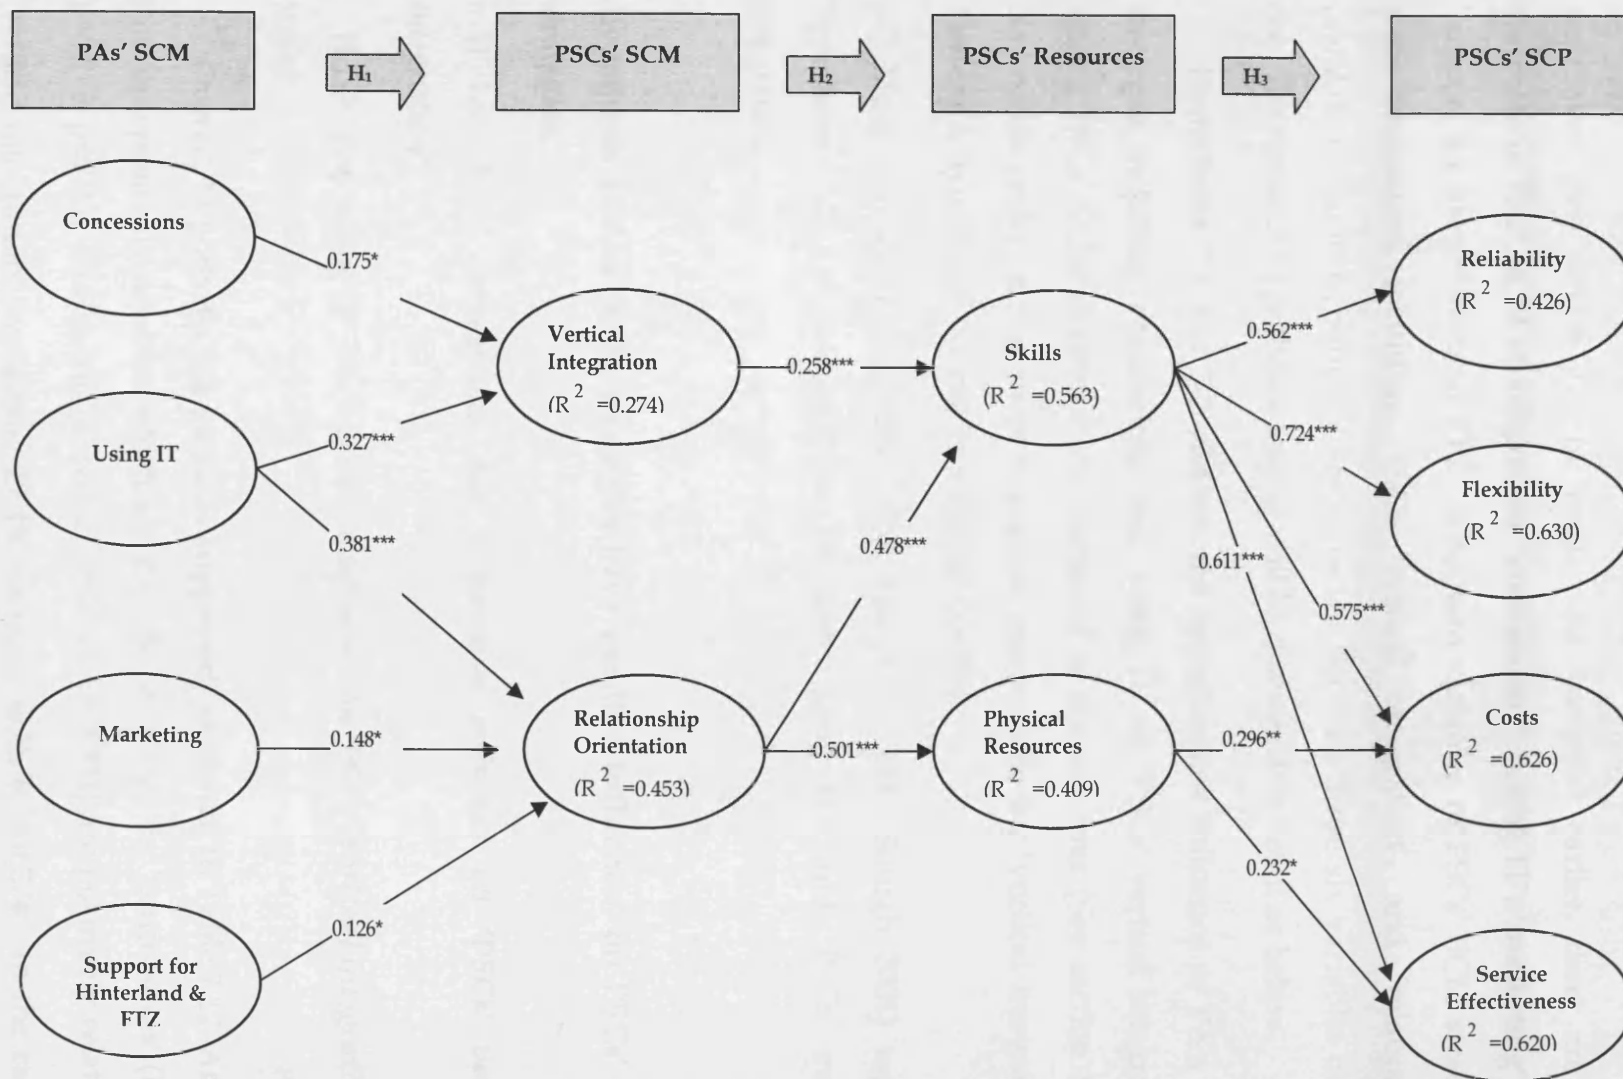 PAs' SCM
H₁
PSCs' SCM
H₂
PSCs' Resources
H₃
PSCs' SCP
Concessions
0.175*
Using IT
0.327***
0.381***
Marketing
0.148*
Support for
Hinterland &
FTZ
0.126*
Vertical
Integration
(R² =0.274)
0.258***
Relationship
Orientation
(R² =0.453)
0.478***
0.501***
Skills
(R² =0.563)
Physical
Resources
(R² =0.409)
0.562***
0.724***
0.611***
0.575***
0.296**
0.232*
Reliability
(R² =0.426)
Flexibility
(R² =0.630)
Costs
(R² =0.626)
Service
Effectiveness
(R² =0.620)